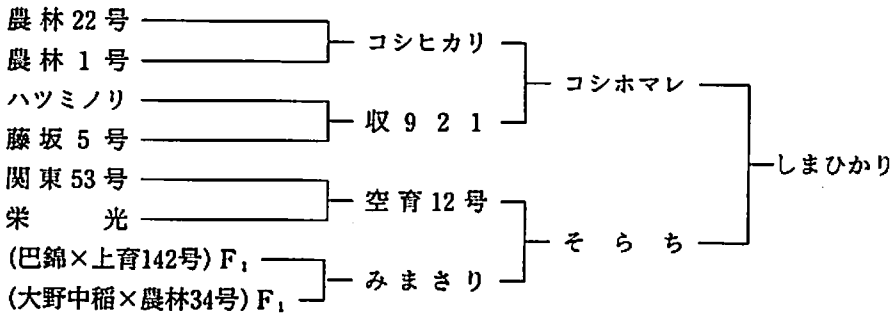 農林22号
農林1号
コシヒカリ
ハツミノリ
藤坂5号
収921
コシホマレ
関東53号
栄光
空育12号
(巴錦×上育142号)F₁
(大野中稲×農林34号)F₁
みまさり
そらち
しまひかり